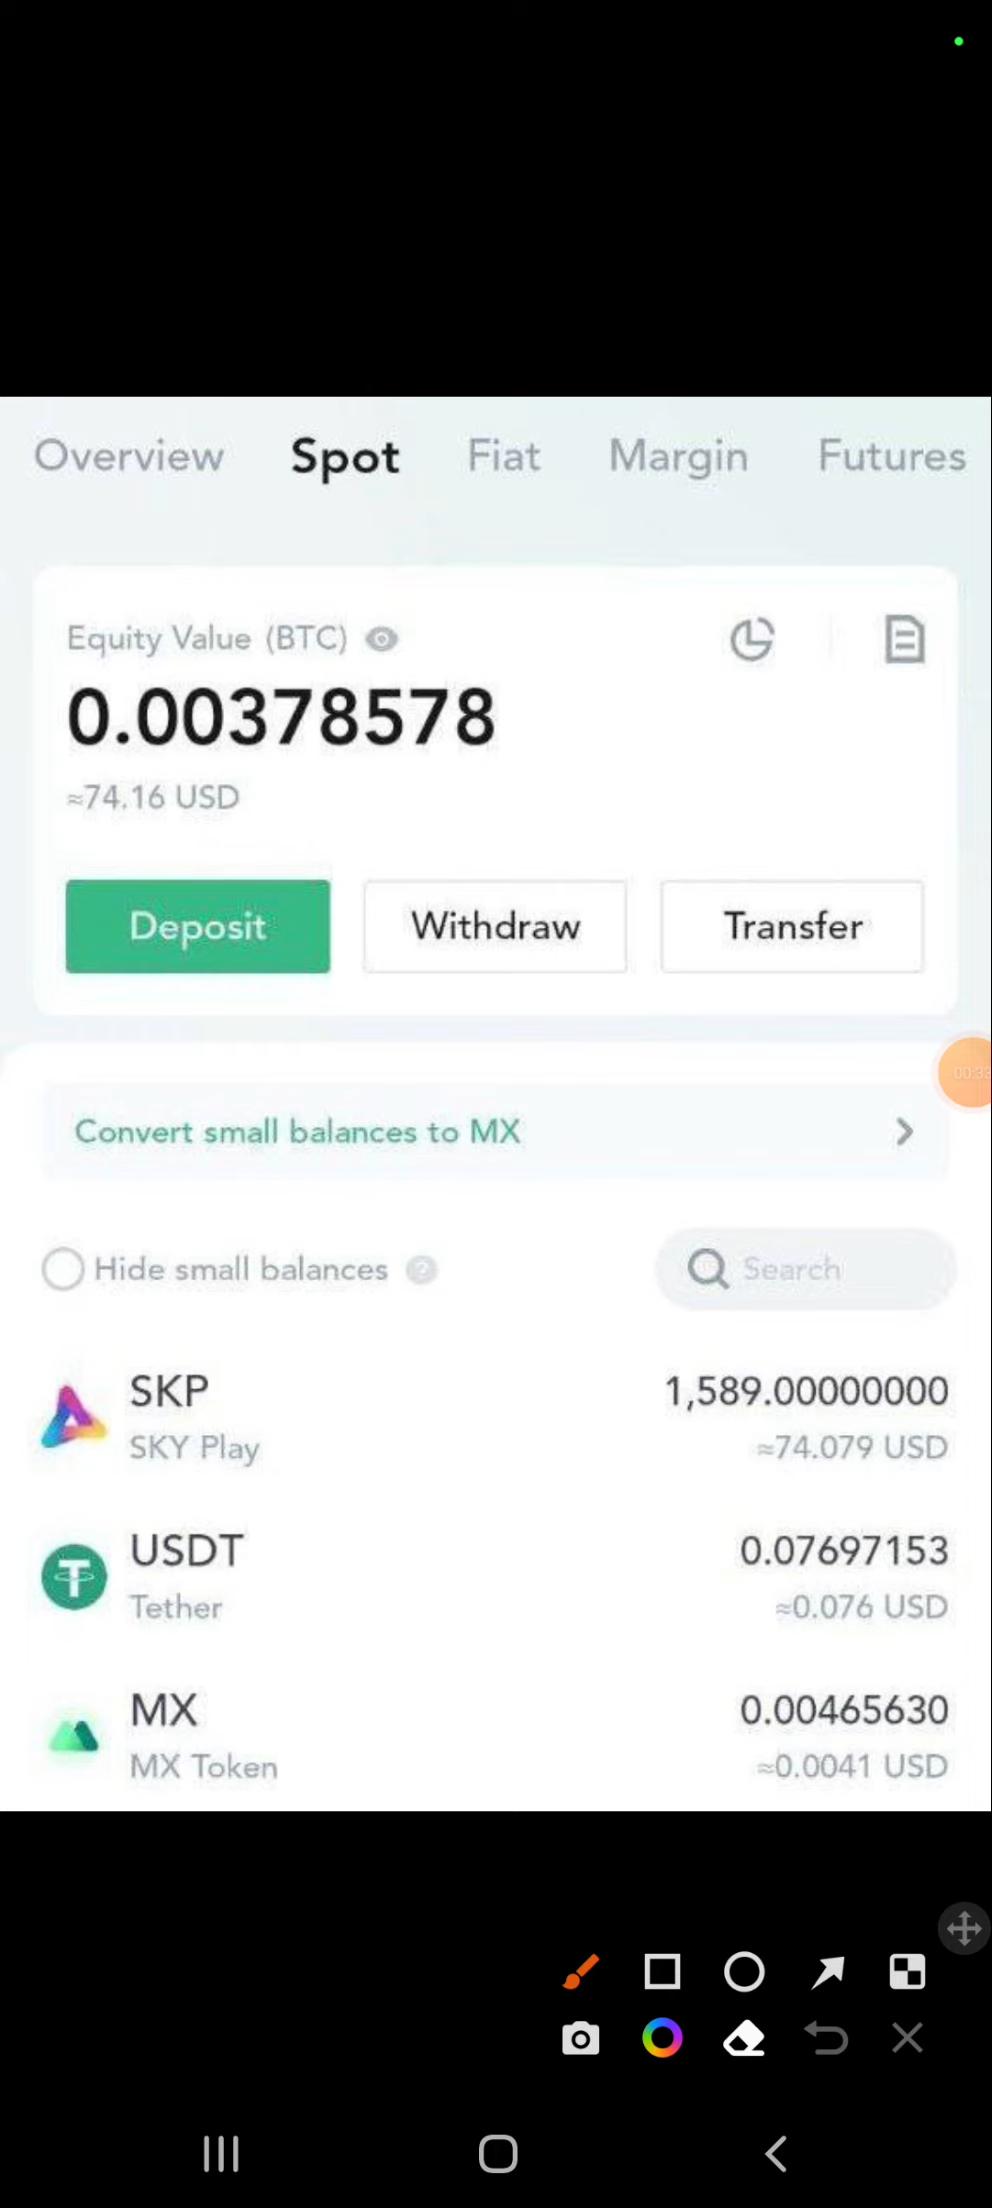 Overview Spot Fiat Margin Futures
Equity Value (BTC)
0.00378578
≈74.16 USD
Deposit Withdraw Transfer
Convert small balances to MX
Hide small balances ? Search
SKP 1,589.00000000
SKY Play ≈74.079 USD
USDT 0.07697153
Tether ≈0.076 USD
MX 0.00465630
MX Token ≈0.0041 USD